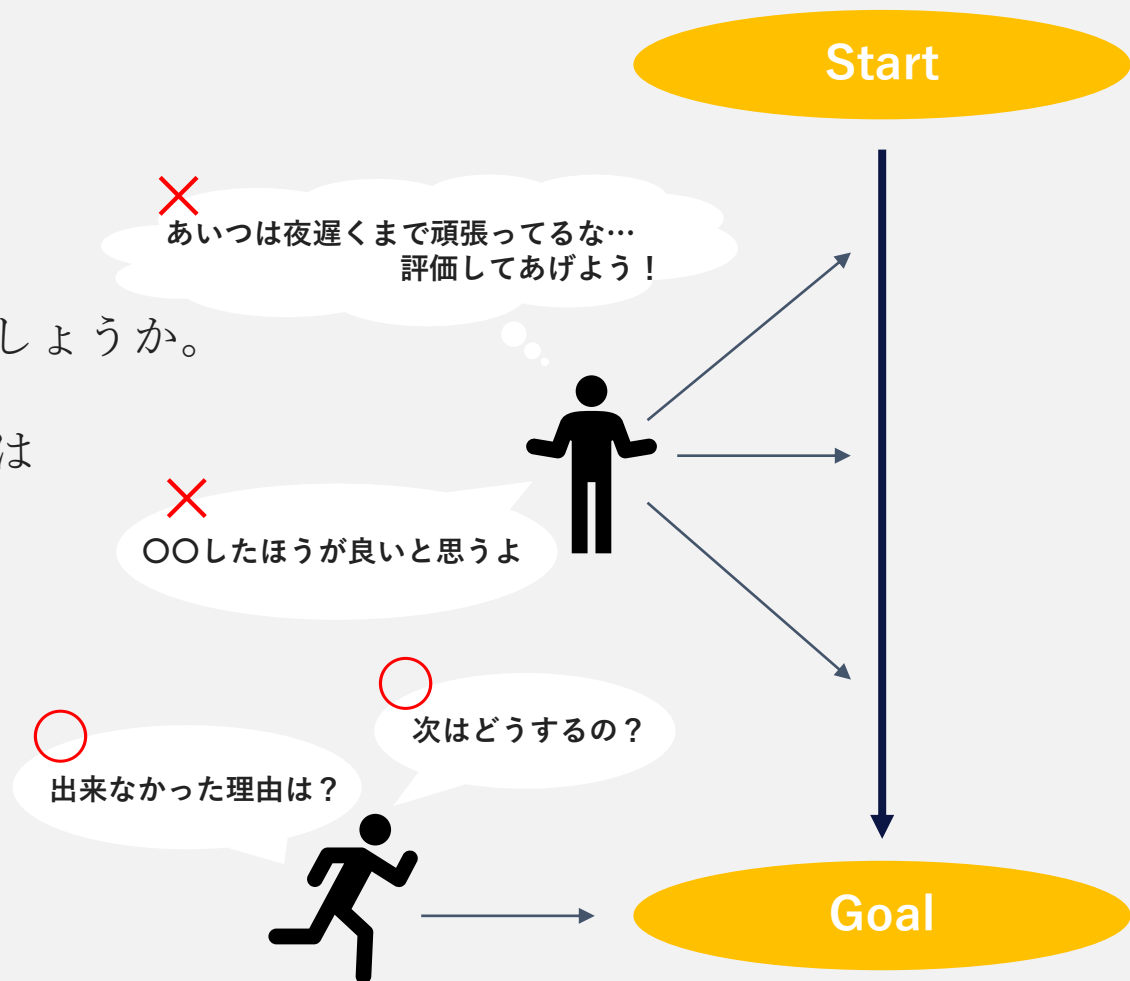 Start
あいつは夜遅くまで頑張ってるな…
評価してあげよう！
しょうか。
は
〇〇したほうが良いと思うよ
次はどうするの？
出来なかった理由は？
Goal